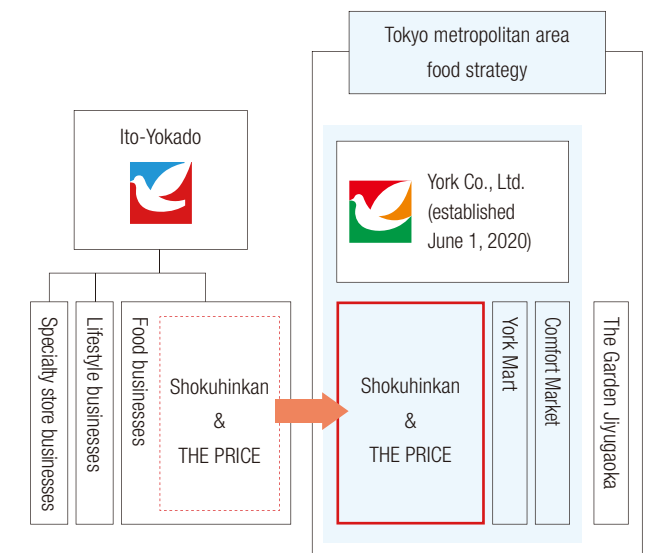 Tokyo metropolitan area
food strategy
Ito-Yokado
York Co., Ltd.
(established
June 1, 2020)
Specialty store businesses
Lifestyle businesses
Food businesses
Shokuhinkan
&
THE PRICE
Shokuhinkan
&
THE PRICE
York Mart
Comfort Market
The Garden Jiyugaoka